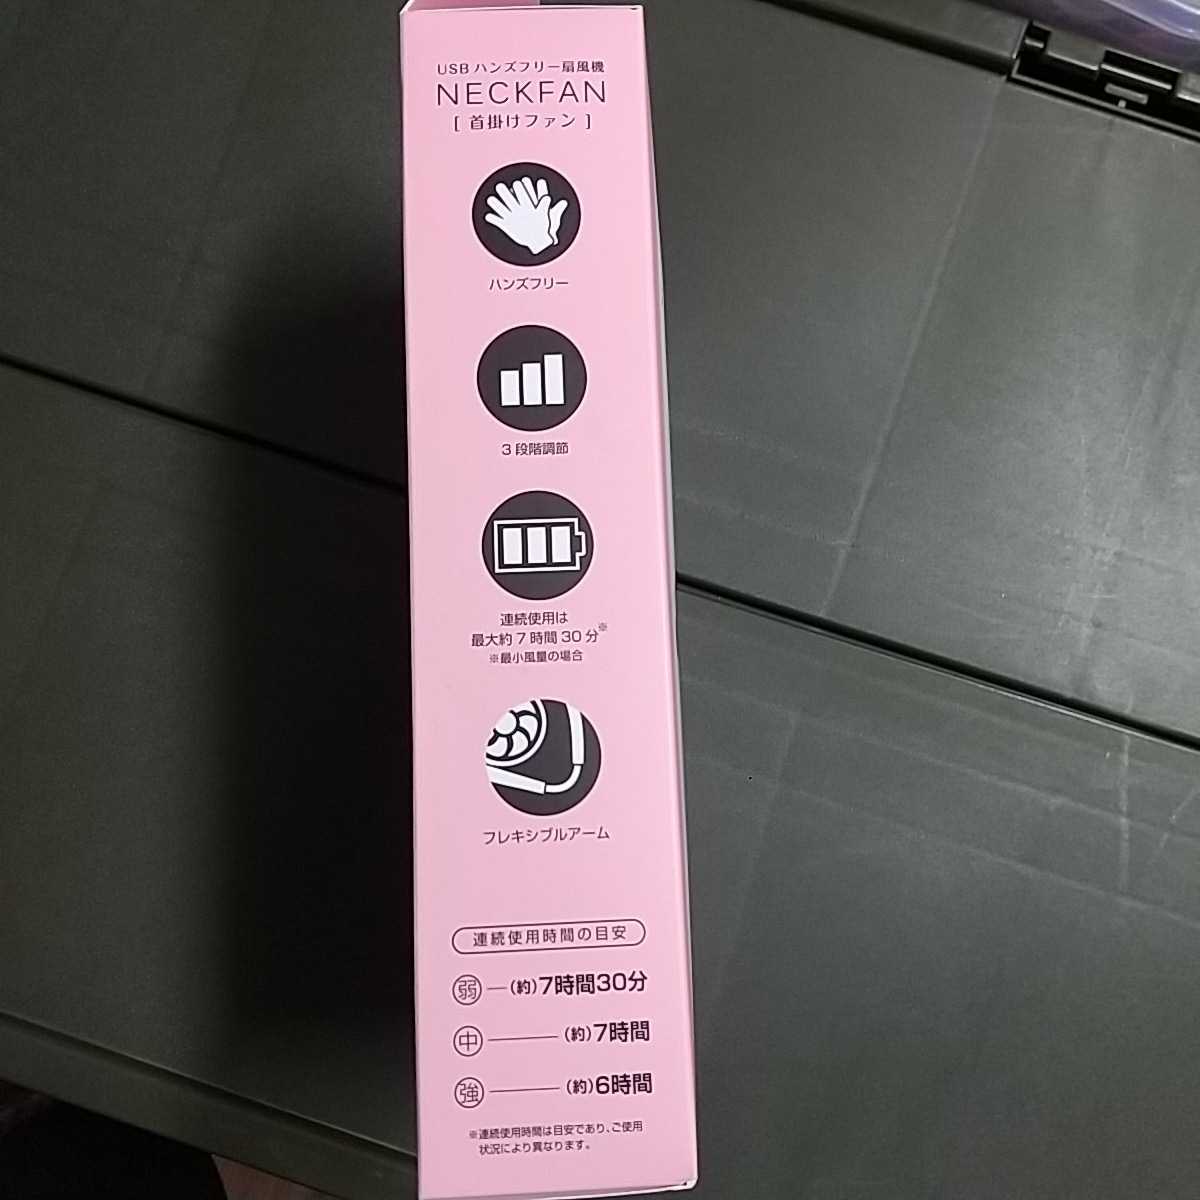 USB ハンズフリー扇風機
NECKFAN
[ 首掛けファン ]
ハンズフリー
3 段階調節
連続使用は
最大約 7 時間 30 分※
※最小風量の場合
フレキシブルアーム
連続使用時間の目安
弱 ―(約)7時間30分
中 ―――(約)7時間
強 ―――(約)6時間
※連続使用時間は目安であり、ご使用
状況により異なります。